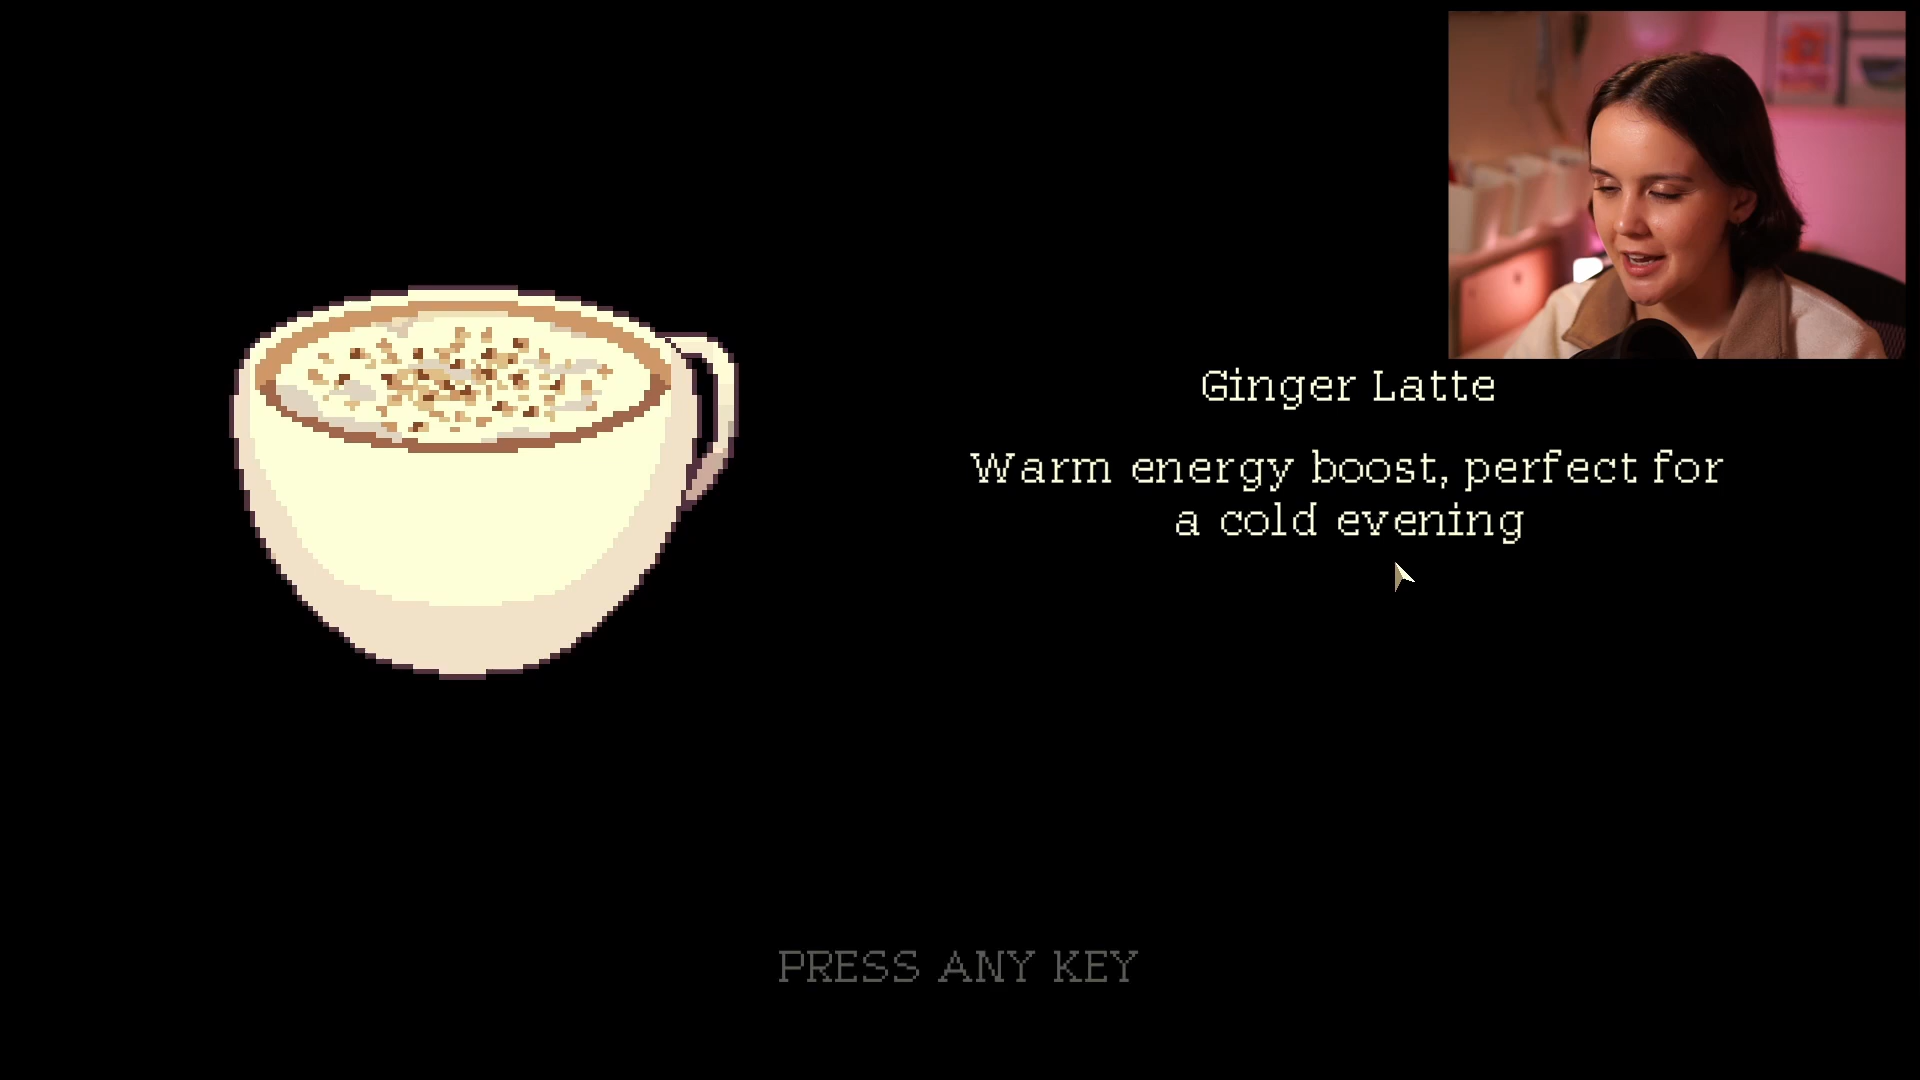 Ginger Latte
Warm energy boost, perfect for
a cold evening
PRESS ANY KEY